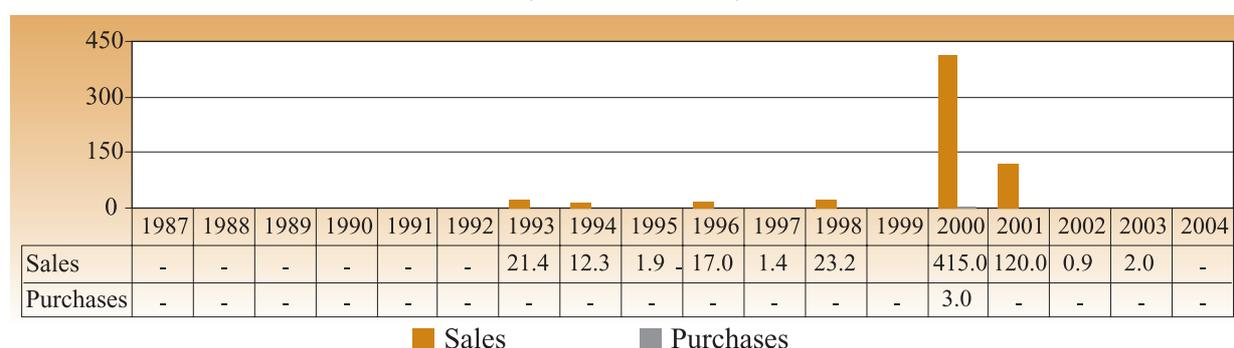 450
300
150
0
1987 1988 1989 1990 1991 1992 1993 1994 1995 1996 1997 1998 1999 2000 2001 2002 2003 2004
Sales - - - - - - 21.4 12.3 1.9 - 17.0 1.4 23.2 415.0 120.0 0.9 2.0 -
Purchases - - - - - - - - - - - - - 3.0 - - - -
Sales Purchases